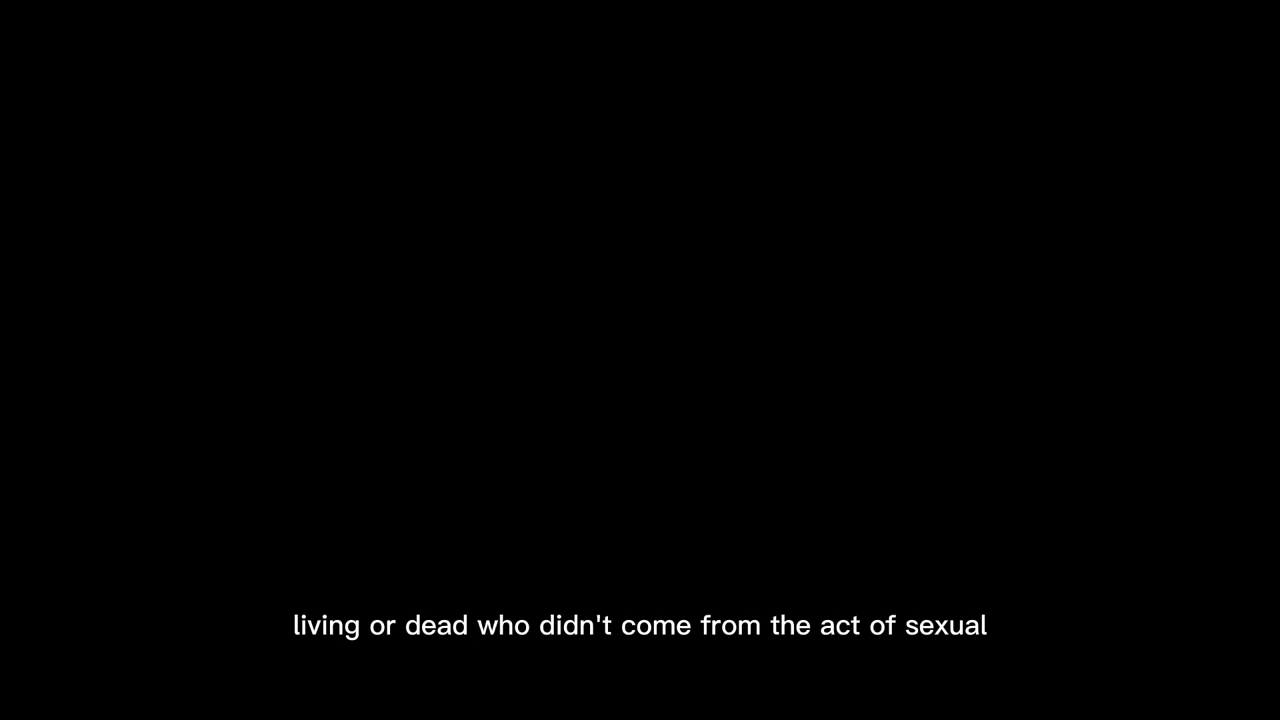 living or dead who didn't come from the act of sexual